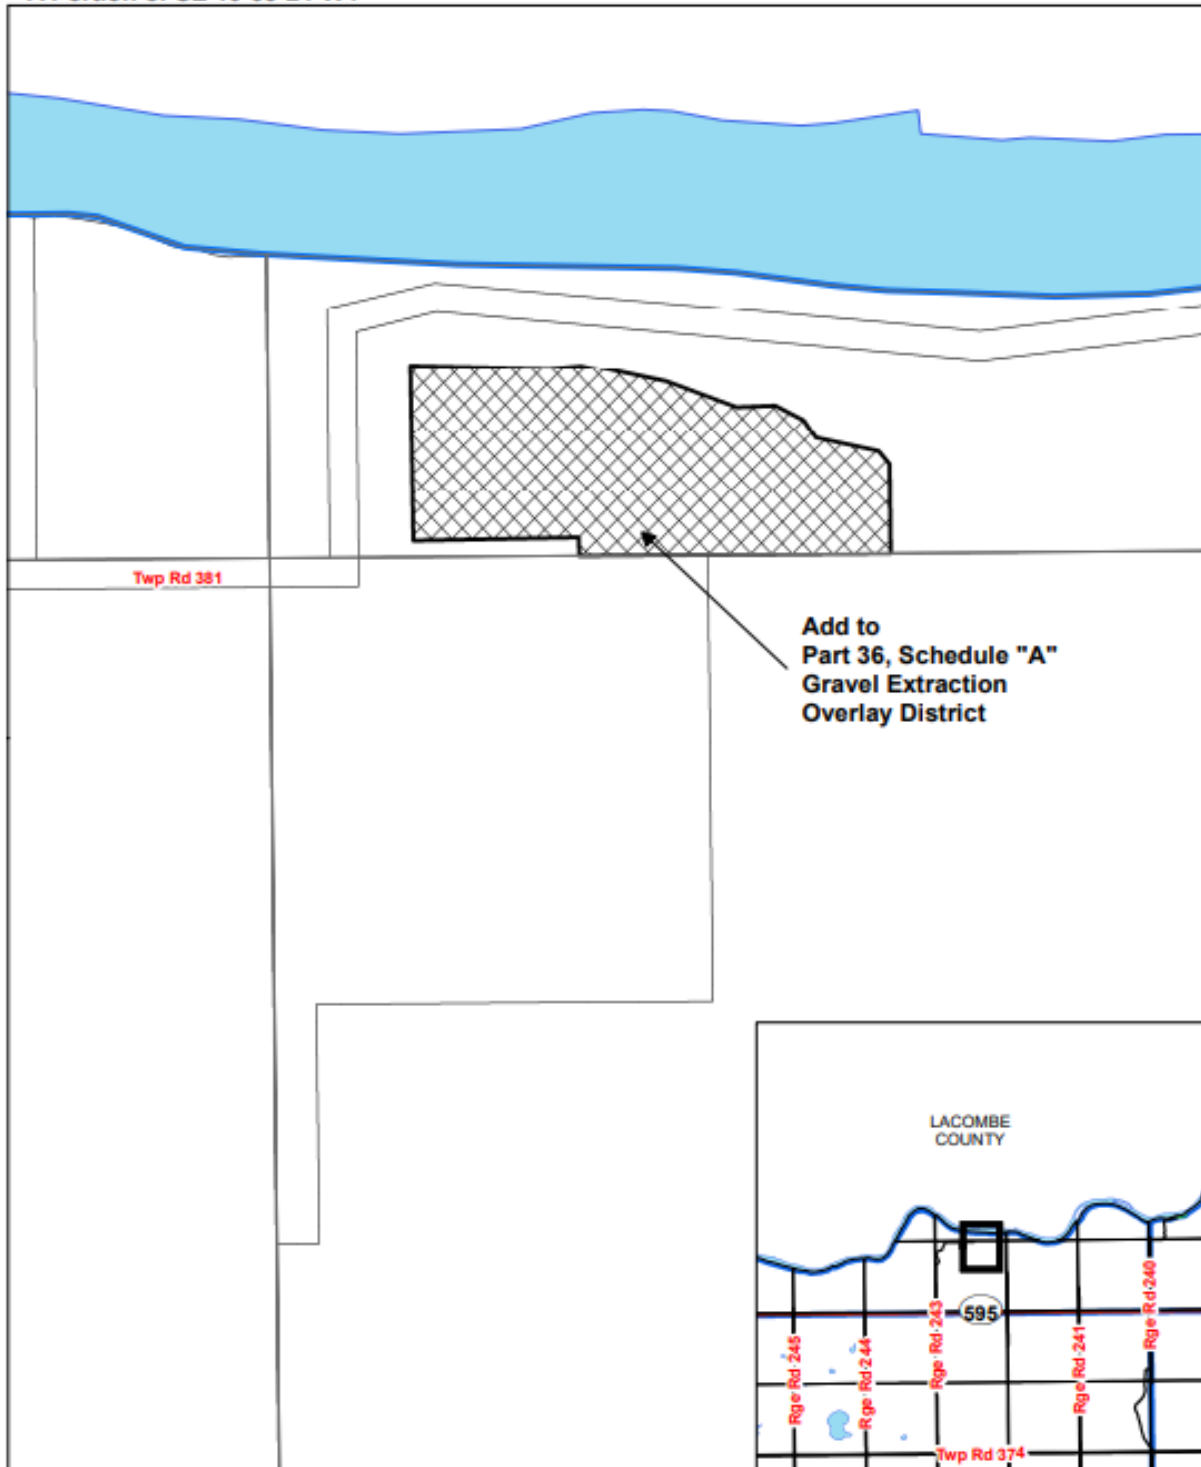 Twp Rd 381
Add to
Part 36, Schedule "A"
Gravel Extraction
Overlay District
LACOMBE
COUNTY
595
Rge Rd 245
Rge Rd 244
Rge Rd 243
Rge Rd 241
Rge Rd 240
Twp Rd 374